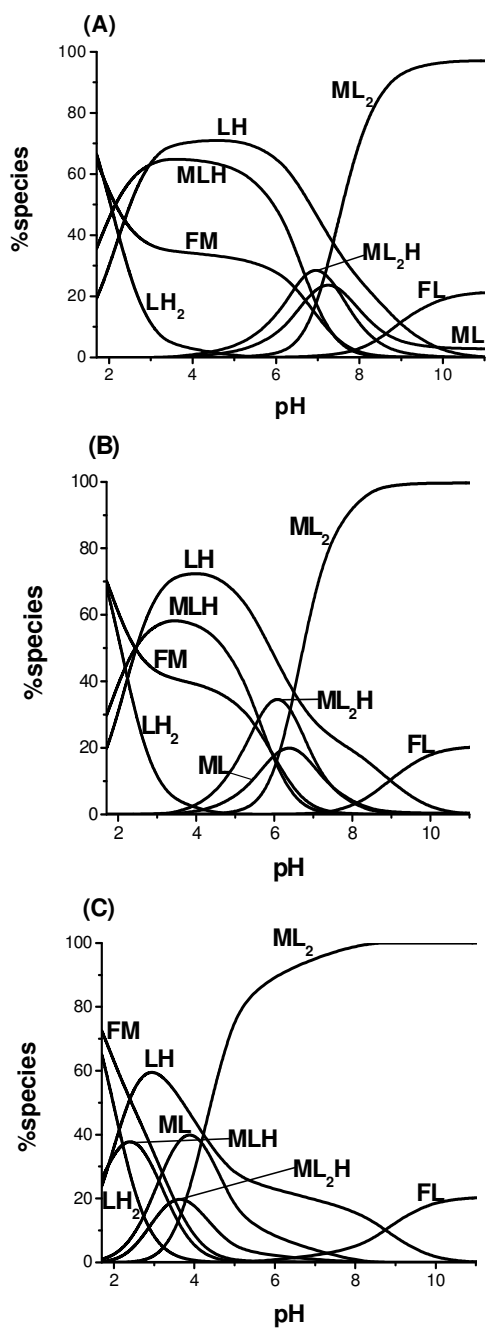 (A)
100
80
60
40
20
0
%species
LH
MLH
FM
LH₂
ML₂
ML₂H
FL
ML
2
4
6
8
10
pH
(B)
100
80
60
40
20
0
%species
LH
MLH
FM
LH₂
ML
ML₂
ML₂H
FL
2
4
6
8
10
pH
(C)
100
80
60
40
20
0
%species
FM
LH
ML
MLH
LH₂
ML₂H
ML₂
FL
2
4
6
8
10
pH